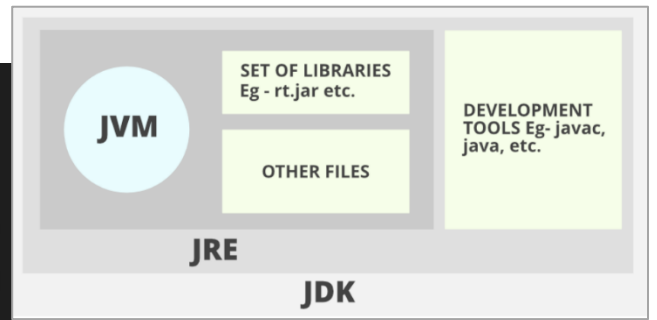 JVM
SET OF LIBRARIES
Eg - rt.jar etc.
OTHER FILES
DEVELOPMENT
TOOLS Eg- javac,
java, etc.
JRE
JDK